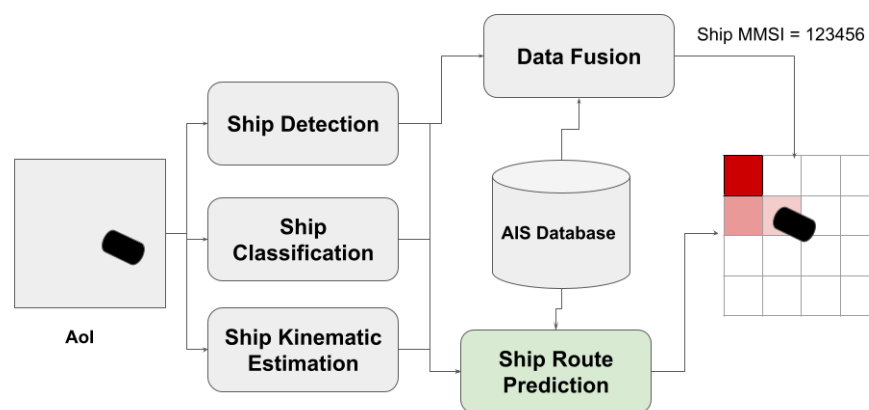 Ship MMSI = 123456
Data Fusion
Ship Detection
Ship
Classification
AIS Database
AoI
Ship Kinematic
Estimation
Ship Route
Prediction